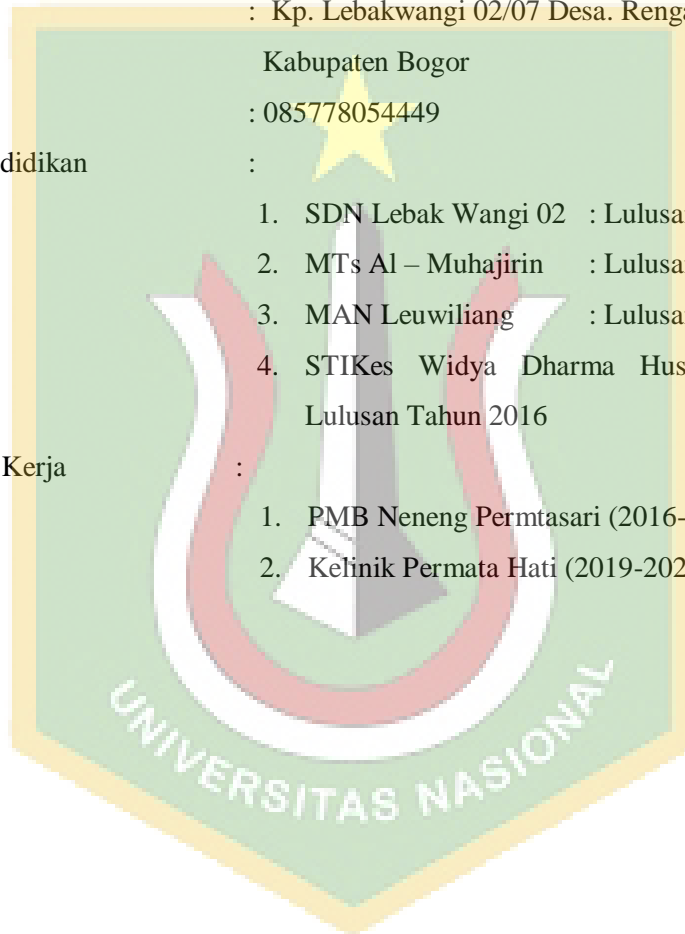 : Kp. Lebakwangi 02/07 Desa. Renga
Kabupaten Bogor
: 085778054449
didikan :
1. SDN Lebak Wangi 02 : Lulusa
2. MTs Al – Muhajirin : Lulusa
3. MAN Leuwiliang : Lulusa
4. STIKes Widya Dharma Hus
Lulusan Tahun 2016
Kerja :
1. PMB Neneng Permtasari (2016-
2. Kelinik Permata Hati (2019-202
UNIVERSITAS NASIONAL